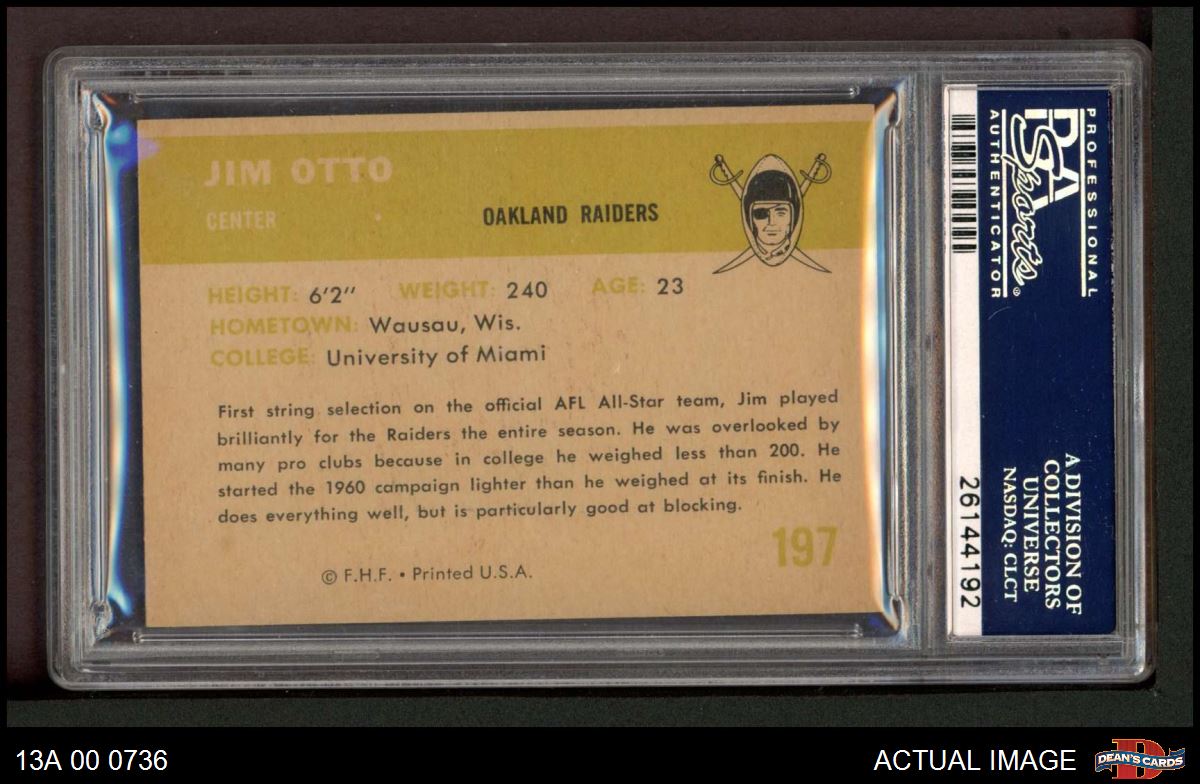 JIM OTTO
CENTER
OAKLAND RAIDERS
HEIGHT: 6'2" WEIGHT: 240 AGE: 23
HOMETOWN: Wausau, Wis.
COLLEGE: University of Miami
First string selection on the official AFL All-Star team, Jim played
brilliantly for the Raiders the entire season. He was overlooked by
many pro clubs because in college he weighed less than 200. He
started the 1960 campaign lighter than he weighed at its finish. He
does everything well, but is particularly good at blocking.
197
© F.H.F. • Printed U.S.A.
PROFESSIONAL
PSA
Sports®
AUTHENTICATOR
A DIVISION OF
COLLECTORS
UNIVERSE
NASDAQ: CLCT
26144192
13A 00 0736
ACTUAL IMAGE
D
DEAN'S CARDS